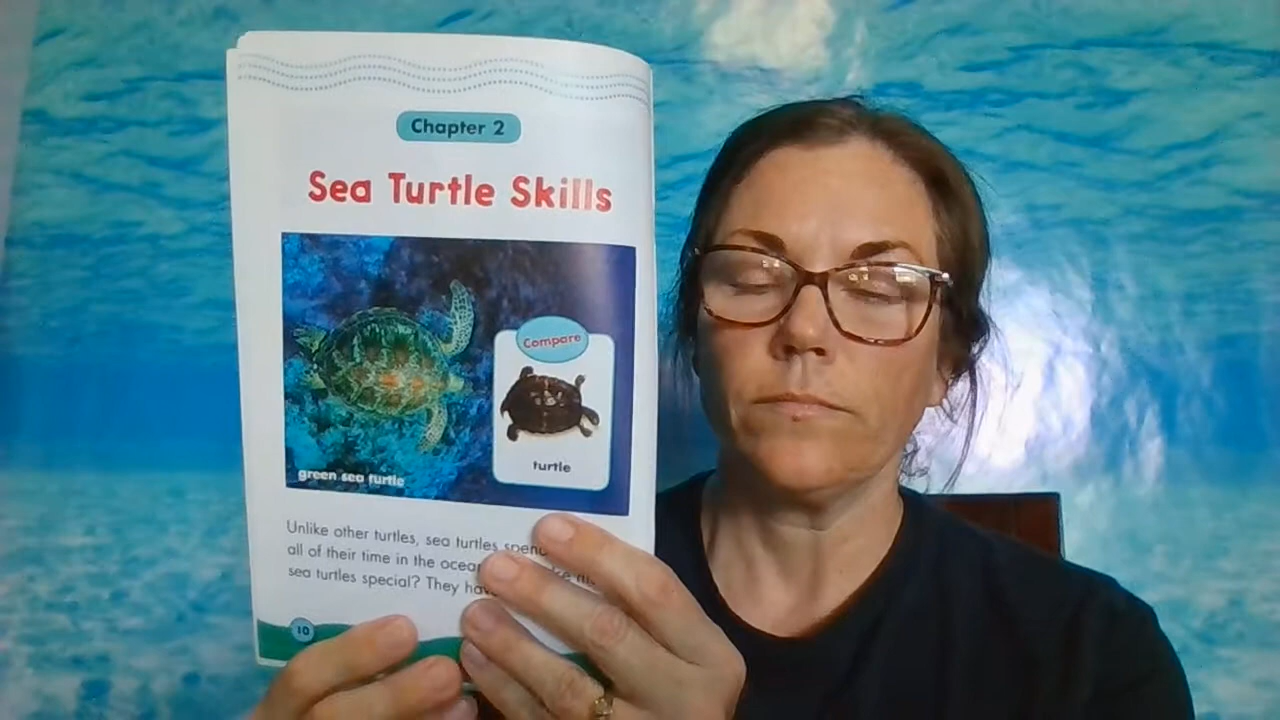 Chapter 2
Sea Turtle Skills
Compare
turtle
green sea turtle
Unlike other turtles, sea turtles
all of their time in the
sea turtles special? They
10